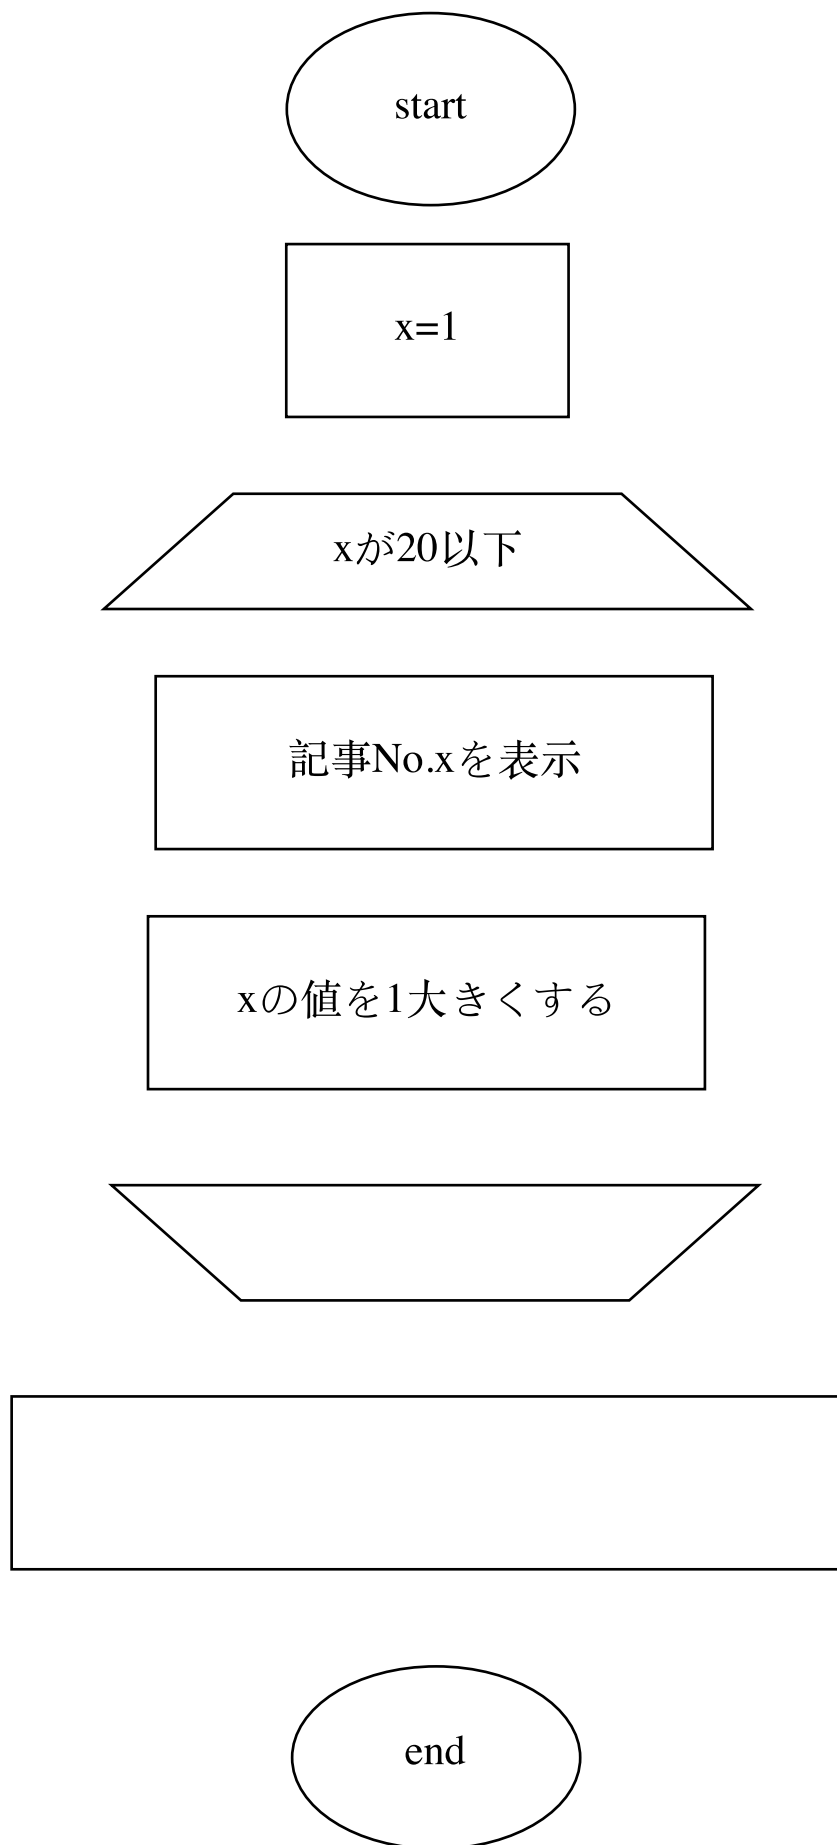 start
x=1
xが20以下
記事No.xを表示
xの値を1大きくする
end